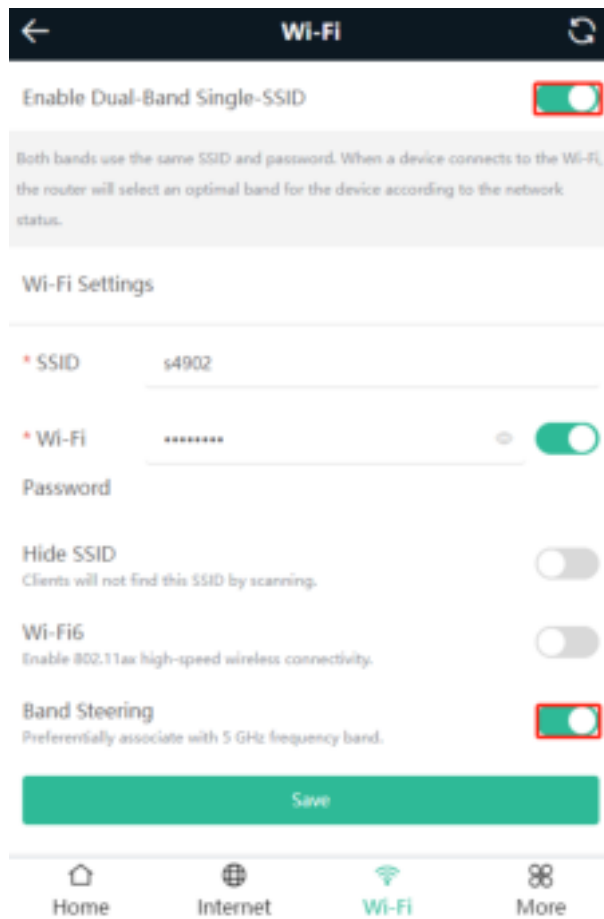 Wi-Fi
Enable Dual-Band Single-SSID
Both bands use the same SSID and password. When a device connects to the Wi-Fi,
the router will select an optimal band for the device according to the network
status.
Wi-Fi Settings
* SSID s4902
* Wi-Fi ••••••••
Password
Hide SSID
Clients will not find this SSID by scanning.
Wi-Fi6
Enable 802.11ax high-speed wireless connectivity.
Band Steering
Preferentially associate with 5 GHz frequency band.
Save
Home Internet Wi-Fi More